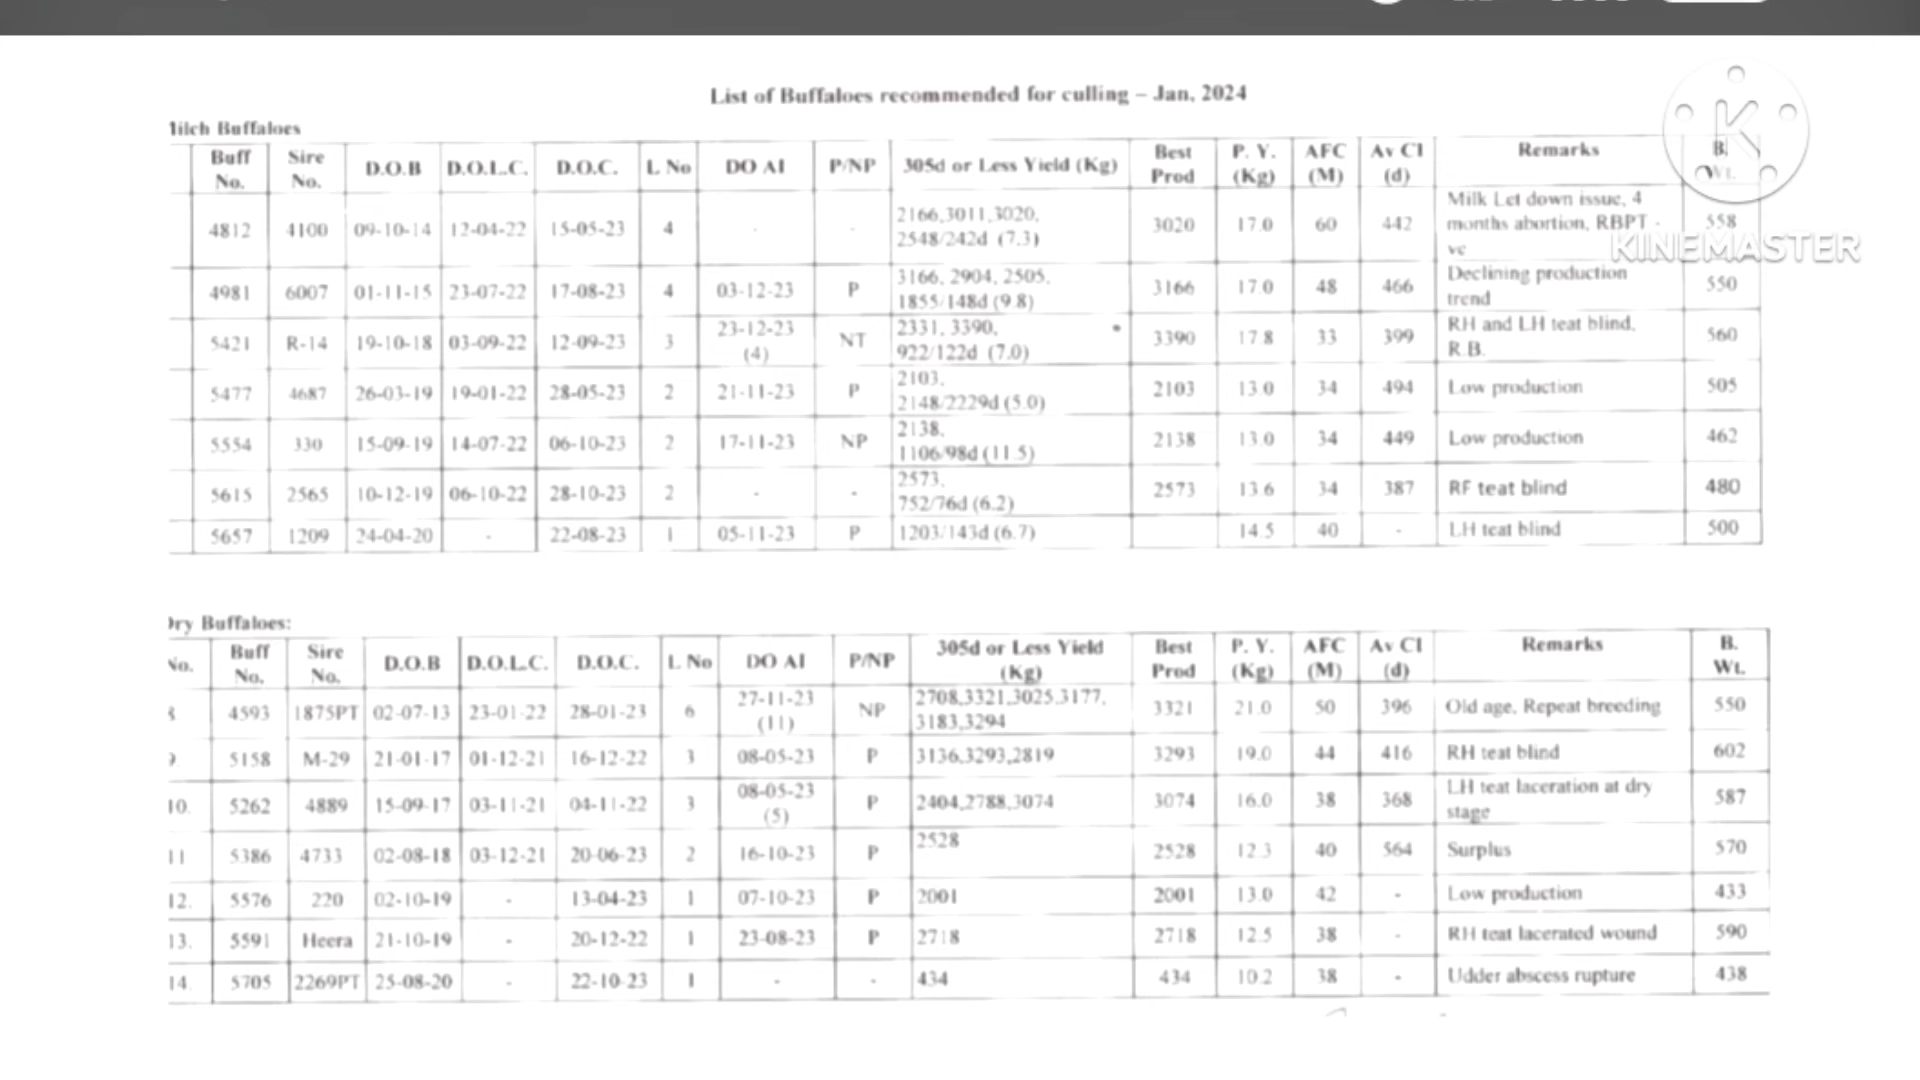 List of Buffaloes recommended for culling – Jan, 2024
Milch Buffaloes
Buff No. Sire No. D.O.B D.O.L.C. D.O.C. L No DO AI P/NP 305d or Less Yield (Kg) Best Prod P. Y. (Kg) AFC (M) Av CI (d) Remarks B. Wt.
4812 4100 09-10-14 12-04-22 15-05-23 4 - - 2166,3011,3020, 2548/242d (7.3) 3020 17.0 60 442 Milk Let down issue, 4 months abortion, RBPT -ve 558
4981 6007 01-11-15 23-07-22 17-08-23 4 03-12-23 P 3166, 2904, 2505, 1855/148d (9.8) 3166 17.0 48 466 Declining production trend 550
5421 R-14 19-10-18 03-09-22 12-09-23 3 23-12-23 (4) NT 2331, 3390, 922/122d (7.0) 3390 17.8 33 399 RH and LH teat blind, R.B. 560
5477 4687 26-03-19 19-01-22 28-05-23 2 21-11-23 P 2103, 2148/2229d (5.0) 2103 13.0 34 494 Low production 505
5554 330 15-09-19 14-07-22 06-10-23 2 17-11-23 NP 2138, 1106/98d (11.5) 2138 13.0 34 449 Low production 462
5615 2565 10-12-19 06-10-22 28-10-23 2 - - 2573, 752/76d (6.2) 2573 13.6 34 387 RF teat blind 480
5657 1209 24-04-20 - 22-08-23 1 05-11-23 P 1203/143d (6.7) 14.5 40 - LH teat blind 500
KINEMASTER
Dry Buffaloes:
No. Buff No. Sire No. D.O.B D.O.L.C. D.O.C. L No DO AI P/NP 305d or Less Yield (Kg) Best Prod P. Y. (Kg) AFC (M) Av CI (d) Remarks B. Wt.
8. 4593 1875PT 02-07-13 23-01-22 28-01-23 6 27-11-23 (11) NP 2708,3321,3025,3177, 3183,3294 3321 21.0 50 396 Old age, Repeat breeding 550
9. 5158 M-29 21-01-17 01-12-21 16-12-22 3 08-05-23 P 3136,3293,2819 3293 19.0 44 416 RH teat blind 602
10. 5262 4889 15-09-17 03-11-21 04-11-22 3 08-05-23 (5) P 2404,2788,3074 3074 16.0 38 368 LH teat laceration at dry stage 587
11 5386 4733 02-08-18 03-12-21 20-06-23 2 16-10-23 P 2528 2528 12.3 40 564 Surplus 570
12. 5576 220 02-10-19 - 13-04-23 1 07-10-23 P 2001 2001 13.0 42 - Low production 433
13. 5591 Heera 21-10-19 - 20-12-22 1 23-08-23 P 2718 2718 12.5 38 - RH teat lacerated wound 590
14. 5705 2269PT 25-08-20 - 22-10-23 1 - - 434 434 10.2 38 - Udder abscess rupture 438